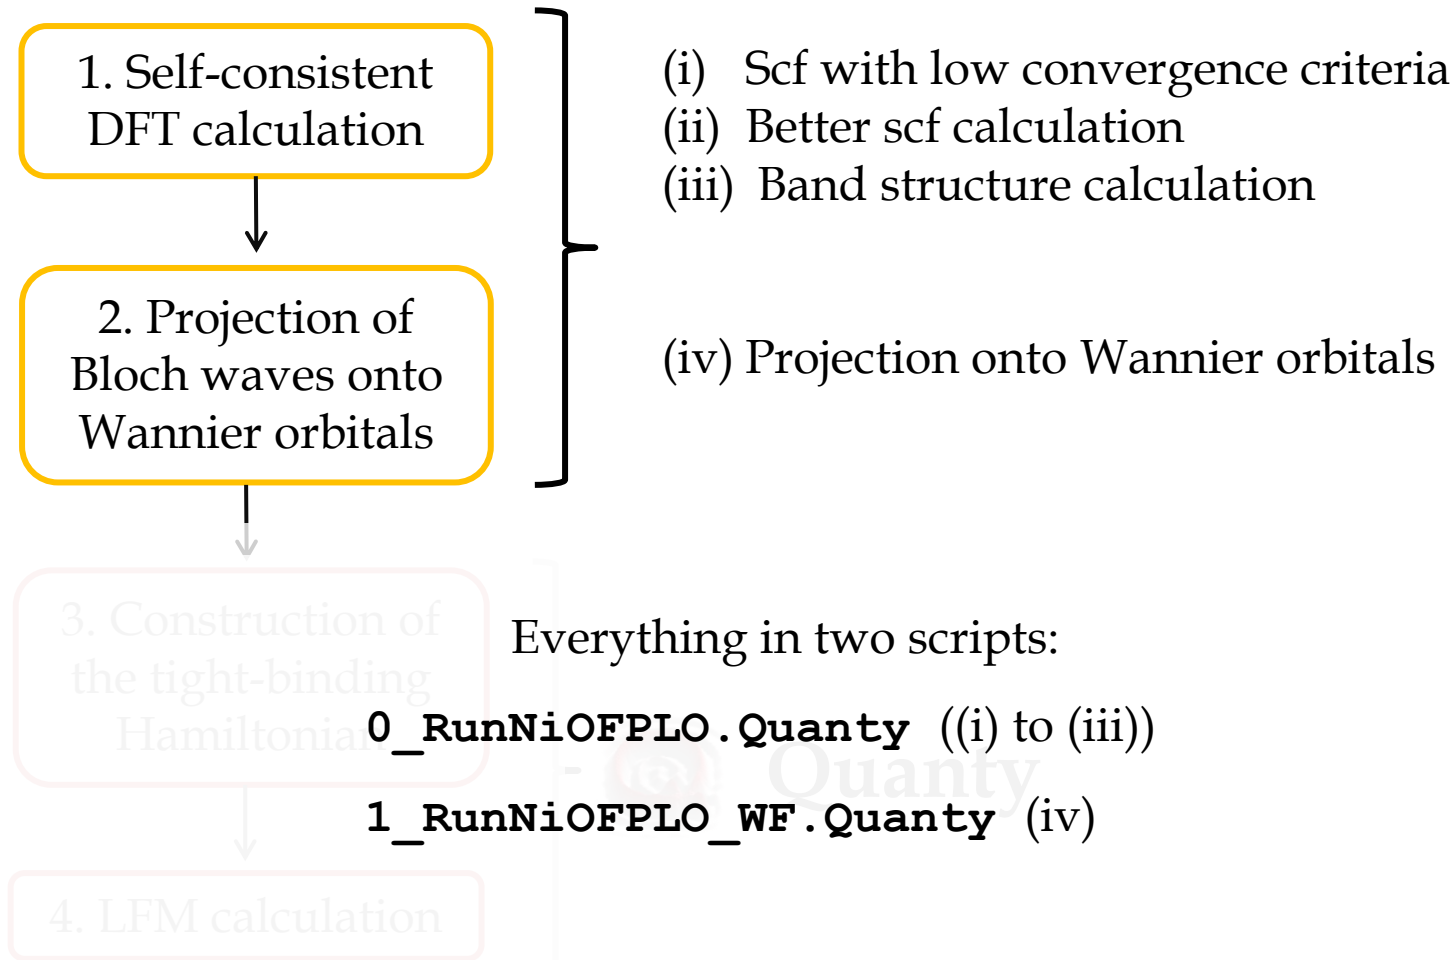 1. Self-consistent
DFT calculation
2. Projection of
Bloch waves onto
Wannier orbitals
(i) Scf with low convergence criteria
(ii) Better scf calculation
(iii) Band structure calculation
(iv) Projection onto Wannier orbitals
3. Construction of
the tight-binding
Hamiltonian
4. LFM calculation
Everything in two scripts:
0_RunNiOFPLO.Quanty ((i) to (iii))
- Quanty
1_RunNiOFPLO_WF.Quanty (iv)